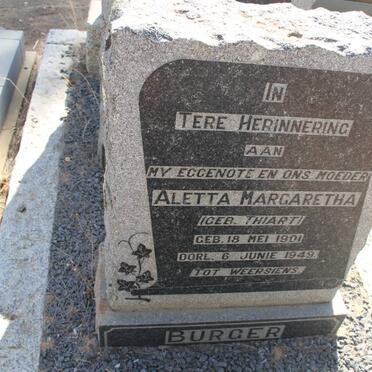 IN
TERE HERINNERING
AAN
MY EGGENOTE EN ONS MOEDER
ALETTA MARGARETHA
(GEB. THIART)
GEB. 18 MEI 1901
OORL. 6 JUNIE 1949.
TOT WEERSIENS
BURGER